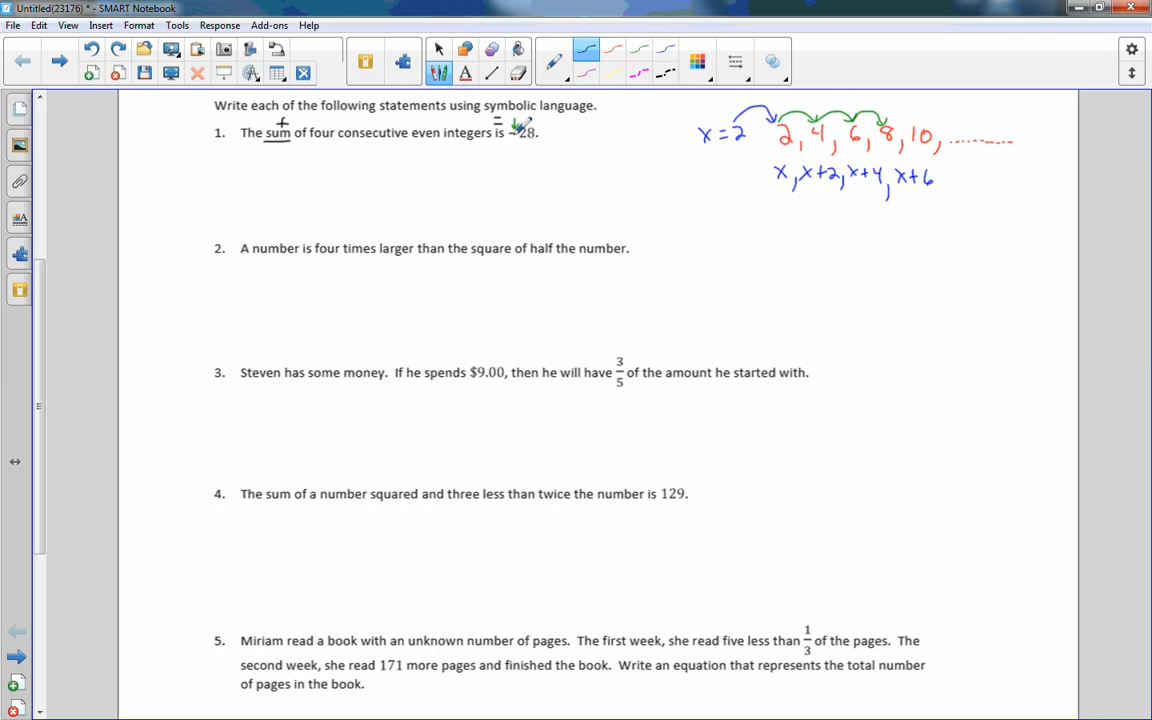 Untitled(23176) * - SMART Notebook
File Edit View Insert Format Tools Response Add-ons Help
Write each of the following statements using symbolic language.
+ =
1. The sum of four consecutive even integers is −28.
x = 2 2, 4, 6, 8, 10, ...........
x, x+2, x+4, x+6
2. A number is four times larger than the square of half the number.
3. Steven has some money. If he spends $9.00, then he will have 3/5 of the amount he started with.
4. The sum of a number squared and three less than twice the number is 129.
5. Miriam read a book with an unknown number of pages. The first week, she read five less than 1/3 of the pages. The
second week, she read 171 more pages and finished the book. Write an equation that represents the total number
of pages in the book.